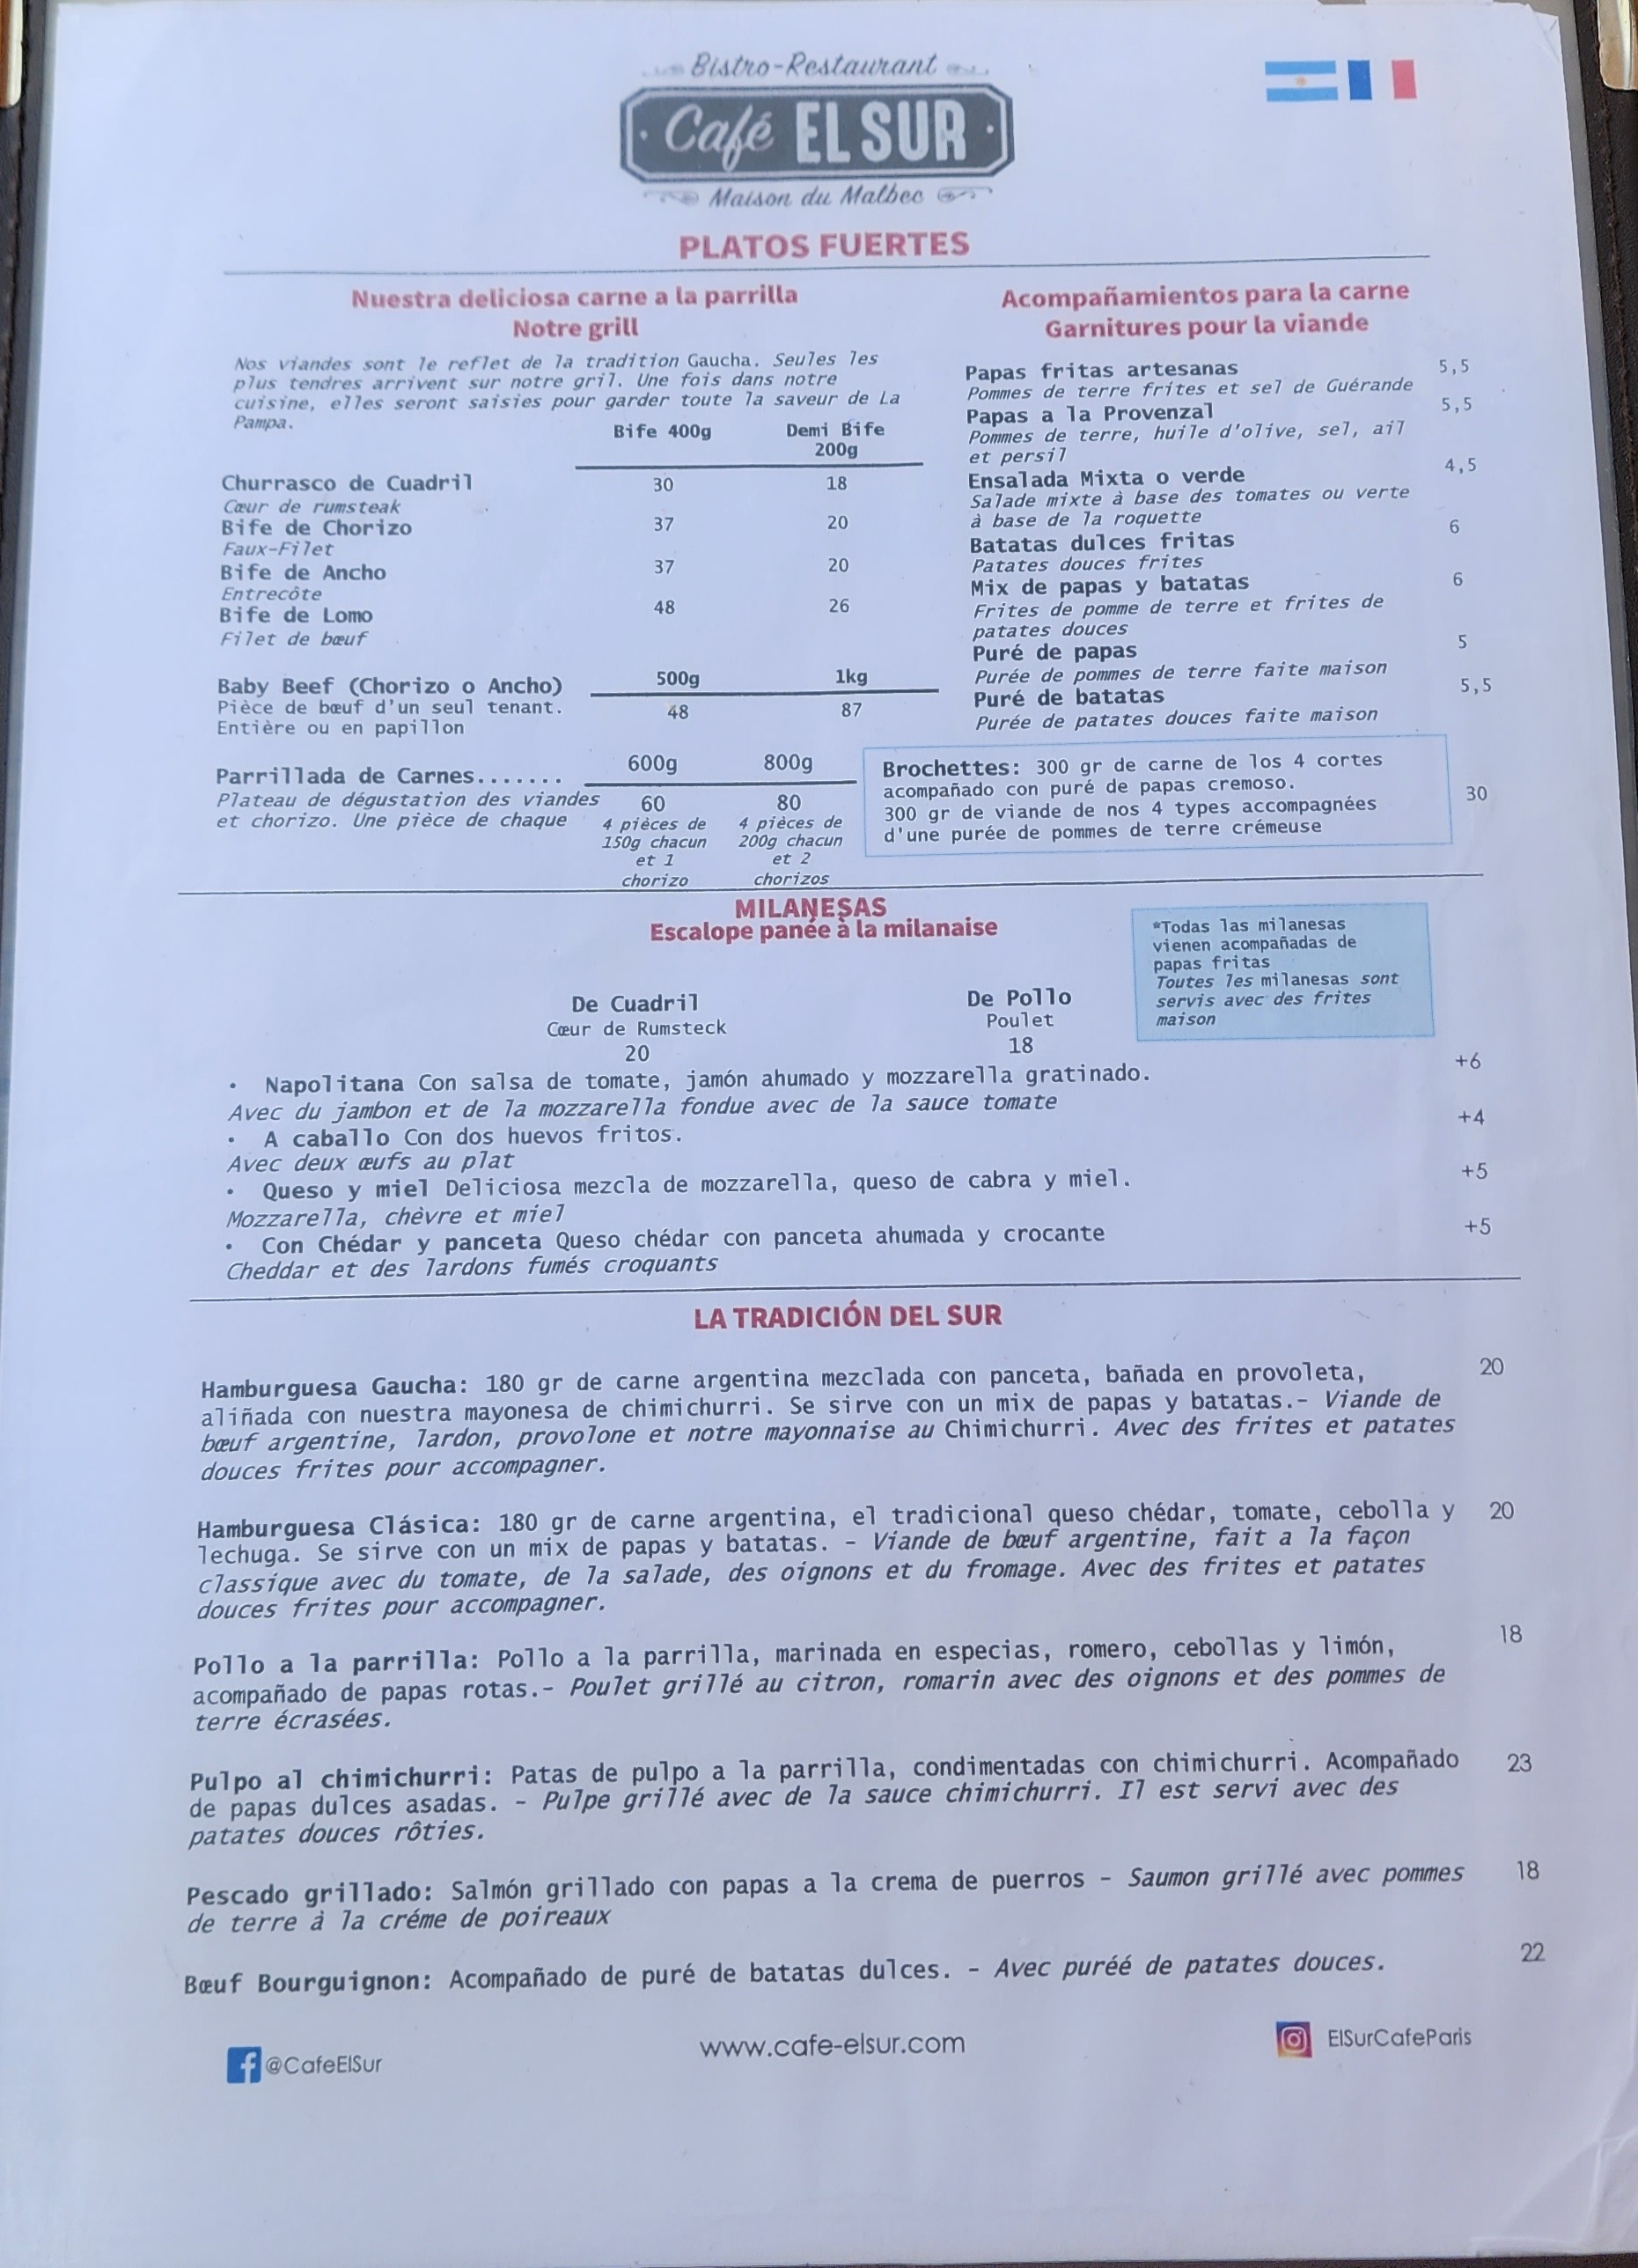 Bistro-Restaurant
Café EL SUR
Maison du Malbec
PLATOS FUERTES
Nuestra deliciosa carne a la parrilla
Notre grill
Nos viandes sont le reflet de la tradition Gaucha. Seules les
plus tendres arrivent sur notre gril. Une fois dans notre
cuisine, elles seront saisies pour garder toute la saveur de La
Pampa.
Bife 400g Demi Bife
200g
Churrasco de Cuadril 30 18
Cœur de rumsteak
Bife de Chorizo 37 20
Faux-Filet
Bife de Ancho 37 20
Entrecôte
Bife de Lomo 48 26
Filet de bœuf
Baby Beef (Chorizo o Ancho) 500g 1kg
Pièce de bœuf d'un seul tenant. 48 87
Entière ou en papillon
Parrillada de Carnes....... 600g 800g
Plateau de dégustation des viandes 60 80
et chorizo. Une pièce de chaque 4 pièces de 4 pièces de
150g chacun 200g chacun
et 1 et 2
chorizo chorizos
Acompañamientos para la carne
Garnitures pour la viande
Papas fritas artesanas 5,5
Pommes de terre frites et sel de Guérande
Papas a la Provenzal 5,5
Pommes de terre, huile d'olive, sel, ail
et persil
Ensalada Mixta o verde 4,5
Salade mixte à base des tomates ou verte
à base de la roquette
Batatas dulces fritas 6
Patates douces frites
Mix de papas y batatas 6
Frites de pomme de terre et frites de
patates douces
Puré de papas 5
Purée de pommes de terre faite maison
Puré de batatas 5,5
Purée de patates douces faite maison
Brochettes: 300 gr de carne de los 4 cortes
acompañado con puré de papas cremoso. 30
300 gr de viande de nos 4 types accompagnées
d'une purée de pommes de terre crémeuse
MILANESAS
Escalope panée à la milanaise
*Todas las milanesas
vienen acompañadas de
papas fritas
Toutes les milanesas sont
servis avec des frites
maison
De Cuadril De Pollo
Cœur de Rumsteck Poulet
20 18
• Napolitana Con salsa de tomate, jamón ahumado y mozzarella gratinado. +6
Avec du jambon et de la mozzarella fondue avec de la sauce tomate
• A caballo Con dos huevos fritos. +4
Avec deux œufs au plat
• Queso y miel Deliciosa mezcla de mozzarella, queso de cabra y miel. +5
Mozzarella, chèvre et miel
• Con Chédar y panceta Queso chédar con panceta ahumada y crocante +5
Cheddar et des lardons fumés croquants
LA TRADICIÓN DEL SUR
Hamburguesa Gaucha: 180 gr de carne argentina mezclada con panceta, bañada en provoleta, 20
aliñada con nuestra mayonesa de chimichurri. Se sirve con un mix de papas y batatas.- Viande de
bœuf argentine, lardon, provolone et notre mayonnaise au Chimichurri. Avec des frites et patates
douces frites pour accompagner.
Hamburguesa Clásica: 180 gr de carne argentina, el tradicional queso chédar, tomate, cebolla y 20
lechuga. Se sirve con un mix de papas y batatas. - Viande de bœuf argentine, fait a la façon
classique avec du tomate, de la salade, des oignons et du fromage. Avec des frites et patates
douces frites pour accompagner.
Pollo a la parrilla: Pollo a la parrilla, marinada en especias, romero, cebollas y limón, 18
acompañado de papas rotas.- Poulet grillé au citron, romarin avec des oignons et des pommes de
terre écrasées.
Pulpo al chimichurri: Patas de pulpo a la parrilla, condimentadas con chimichurri. Acompañado 23
de papas dulces asadas. - Pulpe grillé avec de la sauce chimichurri. Il est servi avec des
patates douces rôties.
Pescado grillado: Salmón grillado con papas a la crema de puerros - Saumon grillé avec pommes 18
de terre à la créme de poireaux
Bœuf Bourguignon: Acompañado de puré de batatas dulces. - Avec puréé de patates douces. 22
@CafeElSur www.cafe-elsur.com ElSurCafeParis